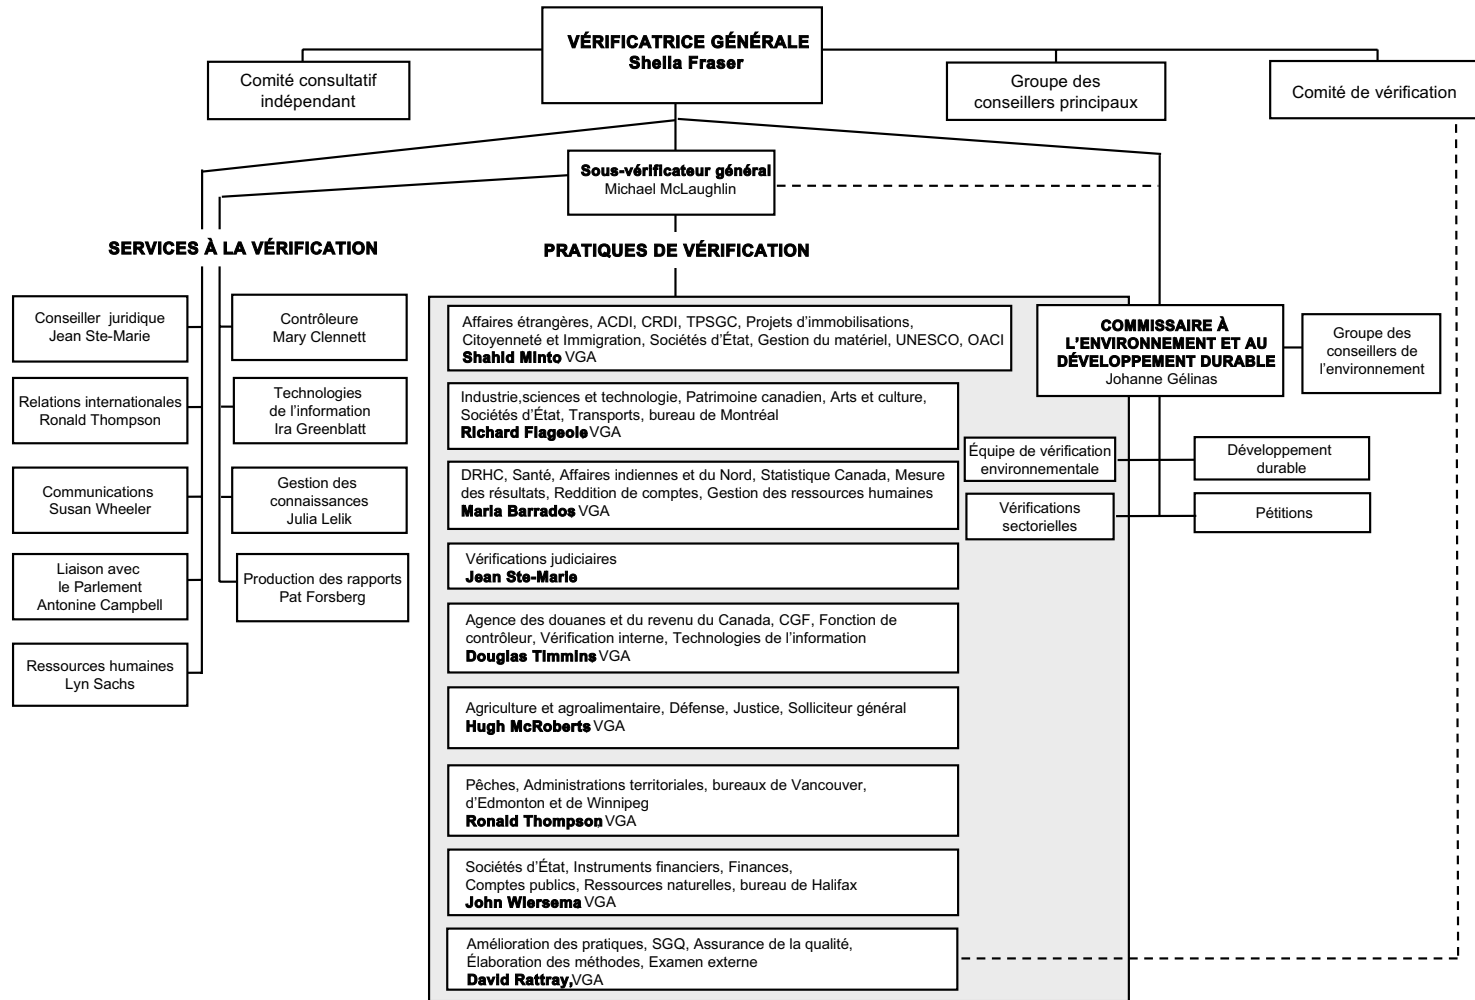 VÉRIFICATRICE GÉNÉRALE
Sheila Fraser
Comité consultatif
indépendant
Groupe des
conseillers principaux
Comité de vérification
Sous-vérificateur général
Michael McLaughlin
SERVICES À LA VÉRIFICATION
PRATIQUES DE VÉRIFICATION
Conseiller juridique
Jean Ste-Marie
Contrôleure
Mary Clennett
Relations internationales
Ronald Thompson
Technologies
de l'information
Ira Greenblatt
Communications
Susan Wheeler
Gestion des
connaissances
Julia Lelik
Liaison avec
le Parlement
Antonine Campbell
Production des rapports
Pat Forsberg
Ressources humaines
Lyn Sachs
Affaires étrangères, ACDI, CRDI, TPSGC, Projets d'immobilisations,
Citoyenneté et Immigration, Sociétés d'État, Gestion du matériel, UNESCO, OACI
Shahid Minto VGA
Industrie,sciences et technologie, Patrimoine canadien, Arts et culture,
Sociétés d'État, Transports, bureau de Montréal
Richard Flageole VGA
DRHC, Santé, Affaires indiennes et du Nord, Statistique Canada, Mesure
des résultats, Reddition de comptes, Gestion des ressources humaines
Maria Barrados VGA
Vérifications judiciaires
Jean Ste-Marie
Agence des douanes et du revenu du Canada, CGF, Fonction de
contrôleur, Vérification interne, Technologies de l'information
Douglas Timmins VGA
Agriculture et agroalimentaire, Défense, Justice, Solliciteur général
Hugh McRoberts VGA
Pêches, Administrations territoriales, bureaux de Vancouver,
d'Edmonton et de Winnipeg
Ronald Thompson, VGA
Sociétés d'État, Instruments financiers, Finances,
Comptes publics, Ressources naturelles, bureau de Halifax
John Wiersema VGA
Amélioration des pratiques, SGQ, Assurance de la qualité,
Élaboration des méthodes, Examen externe
David Rattray, VGA
COMMISSAIRE À
L'ENVIRONNEMENT ET AU
DÉVELOPPEMENT DURABLE
Johanne Gélinas
Groupe des
conseillers de
l'environnement
Équipe de vérification
environnementale
Développement
durable
Vérifications
sectorielles
Pétitions